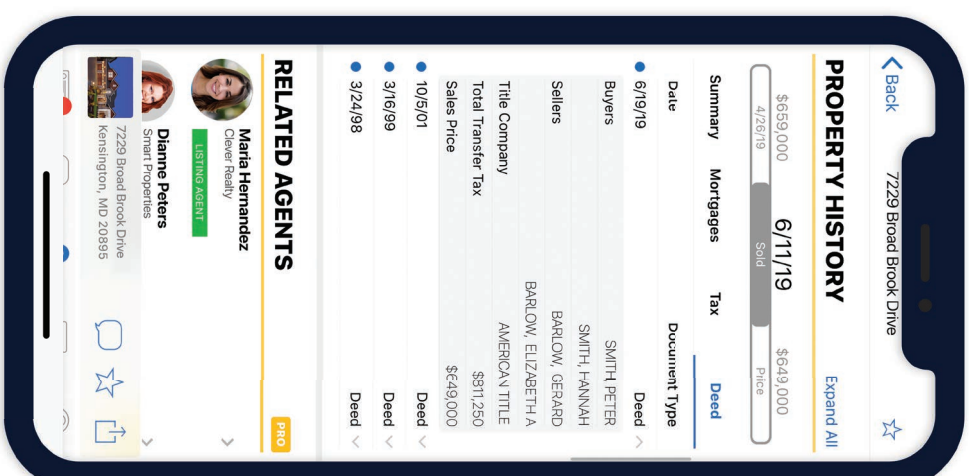 Back
7229 Broad Brook Drive
PROPERTY HISTORY
Expand All
$659,000 6/11/19 $649,000
4/26/19 Sold Price
Summary Mortgages Tax Deed
Date Document Type
6/19/19 Deed
Buyers SMITH, PETER
SMITH, HANNAH
Sellers BARLOW, GERARD
BARLOW, ELIZABETH A
Title Company AMERICAN TITLE
Total Transfer Tax $811,250
Sales Price $649,000
10/5/01 Deed
3/16/99 Deed
3/24/98 Deed
RELATED AGENTS PRO
Maria Hernandez
Clever Realty
LISTING AGENT
Dianne Peters
Smart Properties
7229 Broad Brook Drive
Kensington, MD 20895